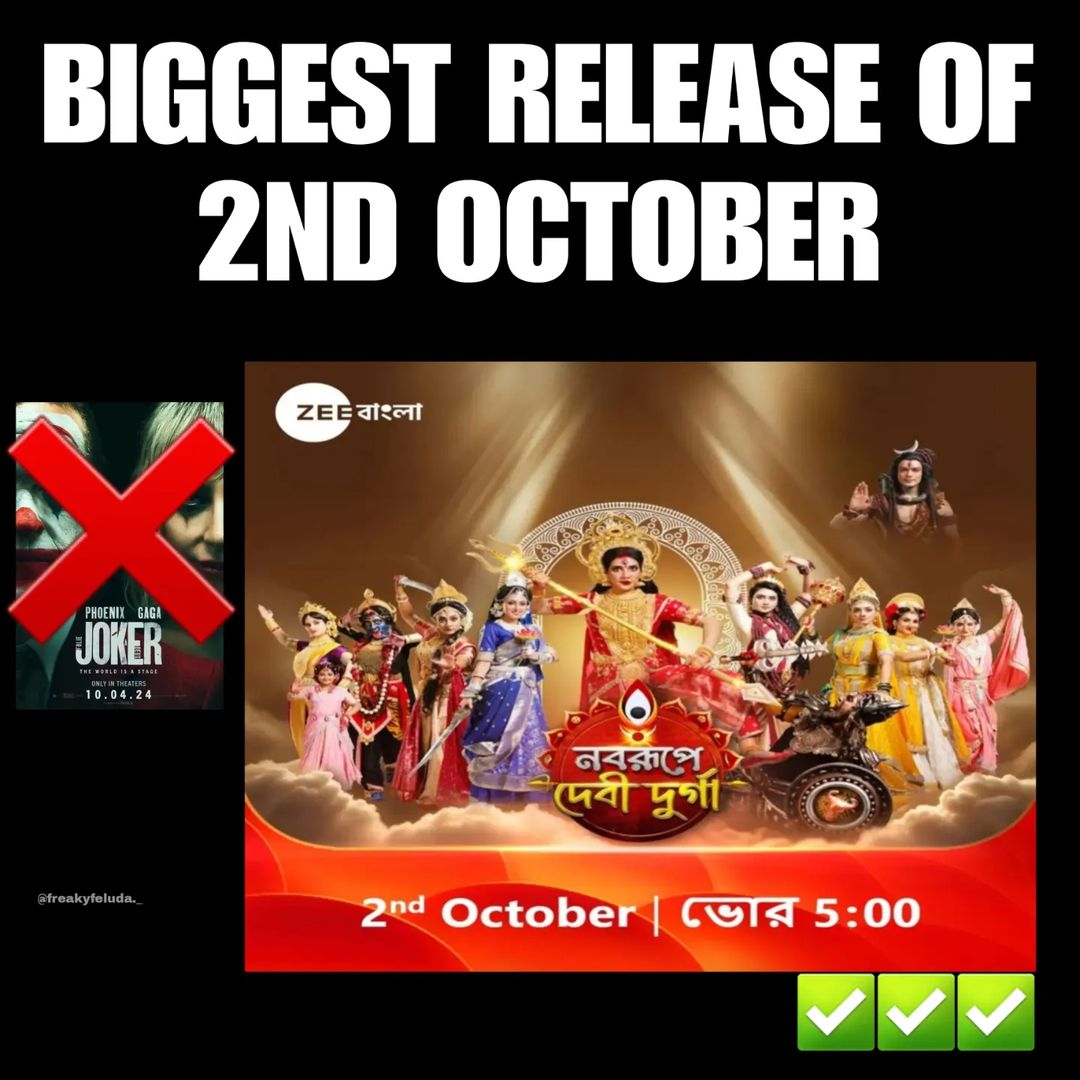 BIGGEST RELEASE OF
2ND OCTOBER
ZEE বাংলা
PHOENIX GAGA
JOKER
THE WORLD IS A STAGE
ONLY IN THEATERS
10.04.24
নবরূপে
দেবী দুর্গা
@freakyfeluda._
2nd October | ভোর 5:00